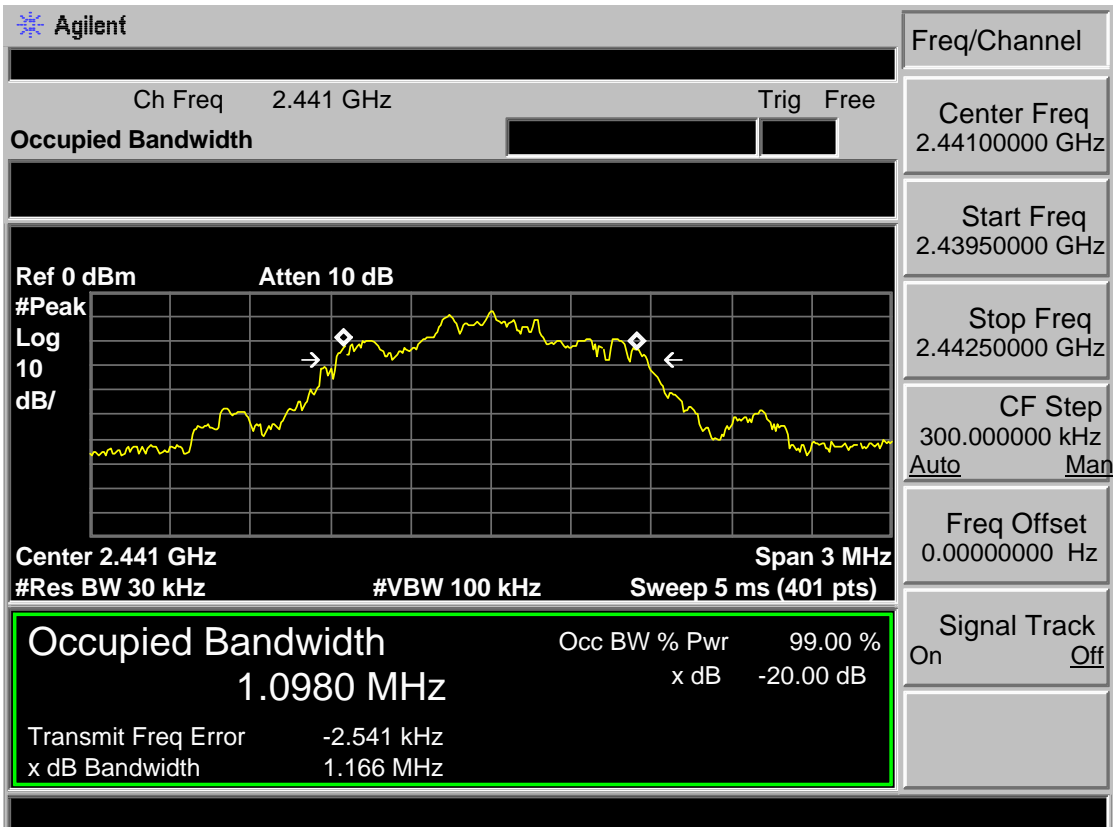 Agilent
Freq/Channel
Ch Freq 2.441 GHz Trig Free
Occupied Bandwidth
Center Freq
2.44100000 GHz
Start Freq
2.43950000 GHz
Stop Freq
2.44250000 GHz
CF Step
300.000000 kHz
Auto Man
Freq Offset
0.00000000 Hz
Signal Track
On Off
Ref 0 dBm Atten 10 dB
#Peak
Log
10
dB/
Center 2.441 GHz Span 3 MHz
#Res BW 30 kHz #VBW 100 kHz Sweep 5 ms (401 pts)
Occupied Bandwidth
1.0980 MHz
Occ BW % Pwr 99.00 %
x dB -20.00 dB
Transmit Freq Error -2.541 kHz
x dB Bandwidth 1.166 MHz